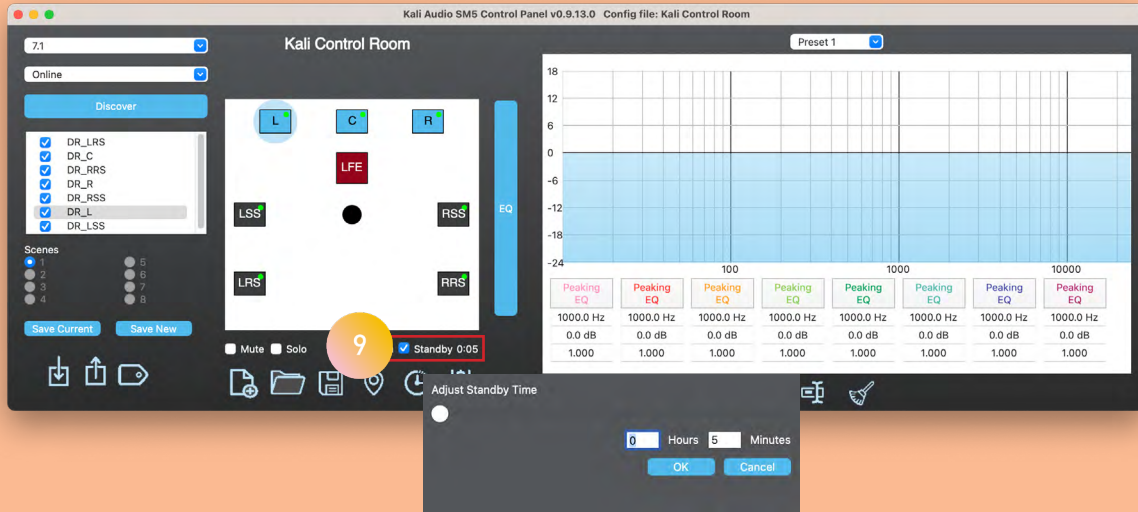 Kali Audio SM5 Control Panel v0.9.13.0 Config file: Kali Control Room
7.1
Online
Discover
DR_LRS
DR_C
DR_RRS
DR_R
DR_RSS
DR_L
DR_LSS
Scenes
1 5
2 6
3 7
4 8
Save Current Save New
Kali Control Room
L C R
LFE
LSS RSS
LRS RRS
EQ
Mute Solo 9 Standby 0:05
Preset 1
18
12
6
0
-6
-12
-18
-24
100 1000 10000
Peaking Peaking Peaking Peaking Peaking Peaking Peaking Peaking
EQ EQ EQ EQ EQ EQ EQ EQ
1000.0 Hz 1000.0 Hz 1000.0 Hz 1000.0 Hz 1000.0 Hz 1000.0 Hz 1000.0 Hz 1000.0 Hz
0.0 dB 0.0 dB 0.0 dB 0.0 dB 0.0 dB 0.0 dB 0.0 dB 0.0 dB
1.000 1.000 1.000 1.000 1.000 1.000 1.000 1.000
Adjust Standby Time
0 Hours 5 Minutes
OK Cancel